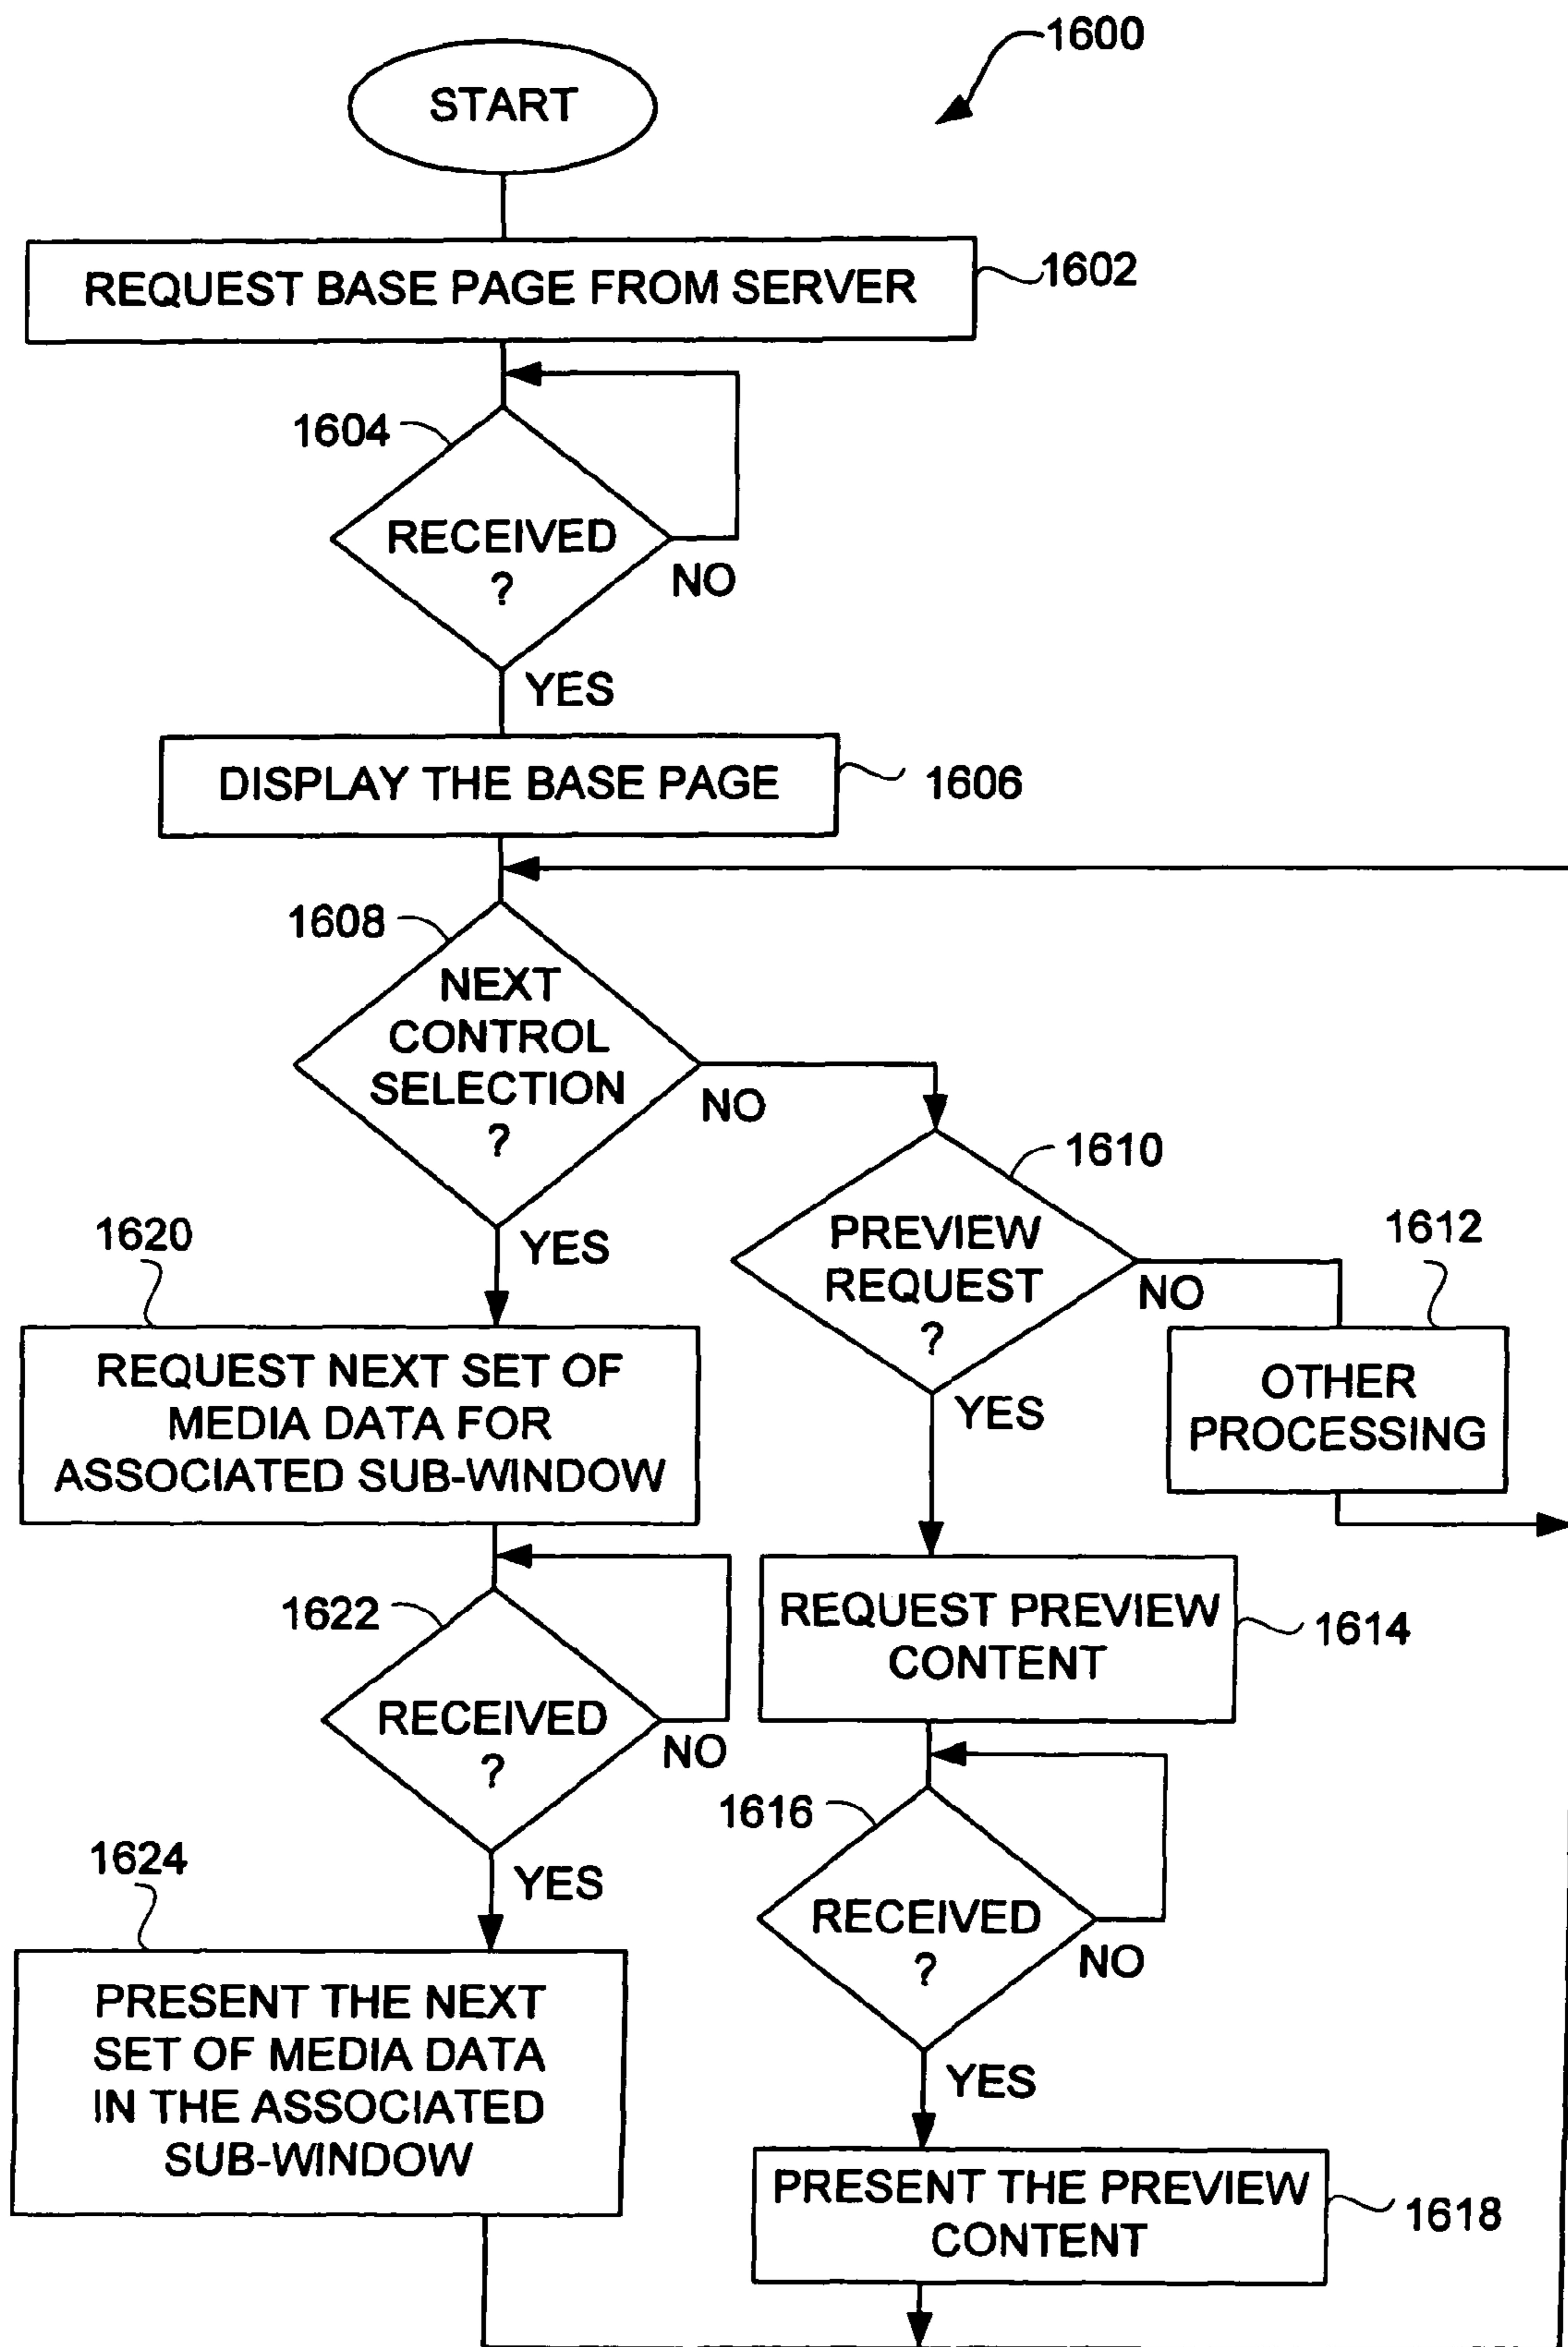 1600
START
REQUEST BASE PAGE FROM SERVER
1602
1604
RECEIVED
?
NO
YES
DISPLAY THE BASE PAGE
1606
1608
NEXT
CONTROL
SELECTION
?
NO
YES
1610
PREVIEW
REQUEST
?
NO
YES
1612
OTHER
PROCESSING
1620
REQUEST NEXT SET OF
MEDIA DATA FOR
ASSOCIATED SUB-WINDOW
1622
RECEIVED
?
NO
YES
REQUEST PREVIEW
CONTENT
1614
1616
RECEIVED
?
NO
YES
1624
PRESENT THE NEXT
SET OF MEDIA DATA
IN THE ASSOCIATED
SUB-WINDOW
PRESENT THE PREVIEW
CONTENT
1618